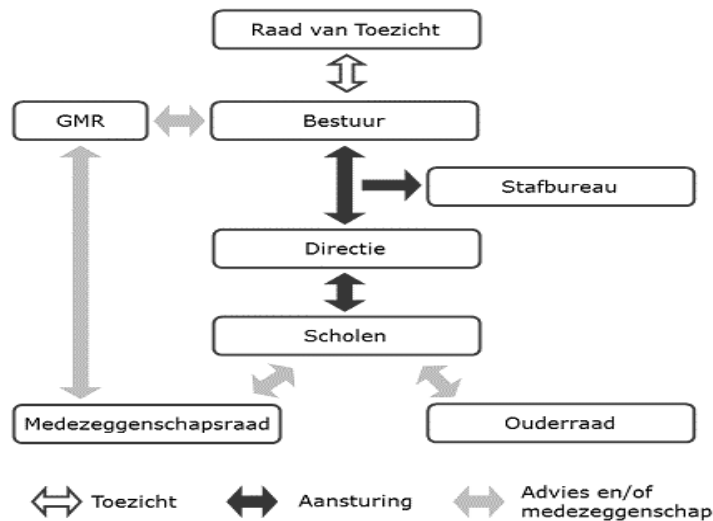 Raad van Toezicht
GMR
Bestuur
Stafbureau
Directie
Scholen
Medezeggenschapsraad
Ouderraad
Toezicht
Aansturing
Advies en/of
medezeggenschap